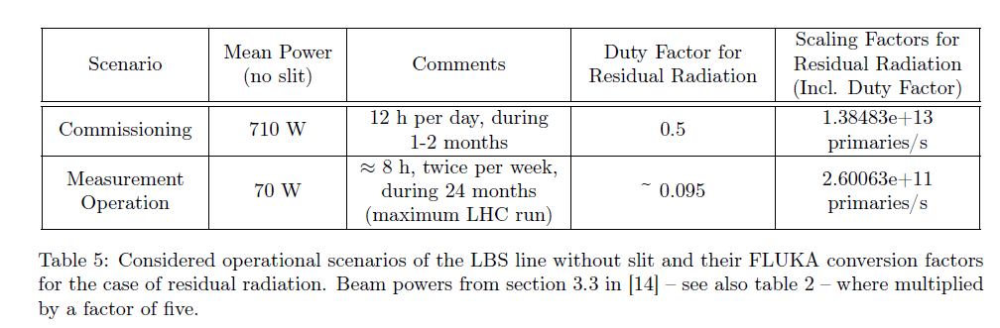 Scenario
Mean Power
(no slit)
Comments
Duty Factor for
Residual Radiation
Scaling Factors for
Residual Radiation
(Incl. Duty Factor)
Commissioning
710 W
12 h per day, during
1-2 months
0.5
1.38483e+13
primaries/s
Measurement
Operation
70 W
≈ 8 h, twice per week,
during 24 months
(maximum LHC run)
~ 0.095
2.60063e+11
primaries/s
Table 5: Considered operational scenarios of the LBS line without slit and their FLUKA conversion factors
for the case of residual radiation. Beam powers from section 3.3 in [14] – see also table 2 – where multiplied
by a factor of five.